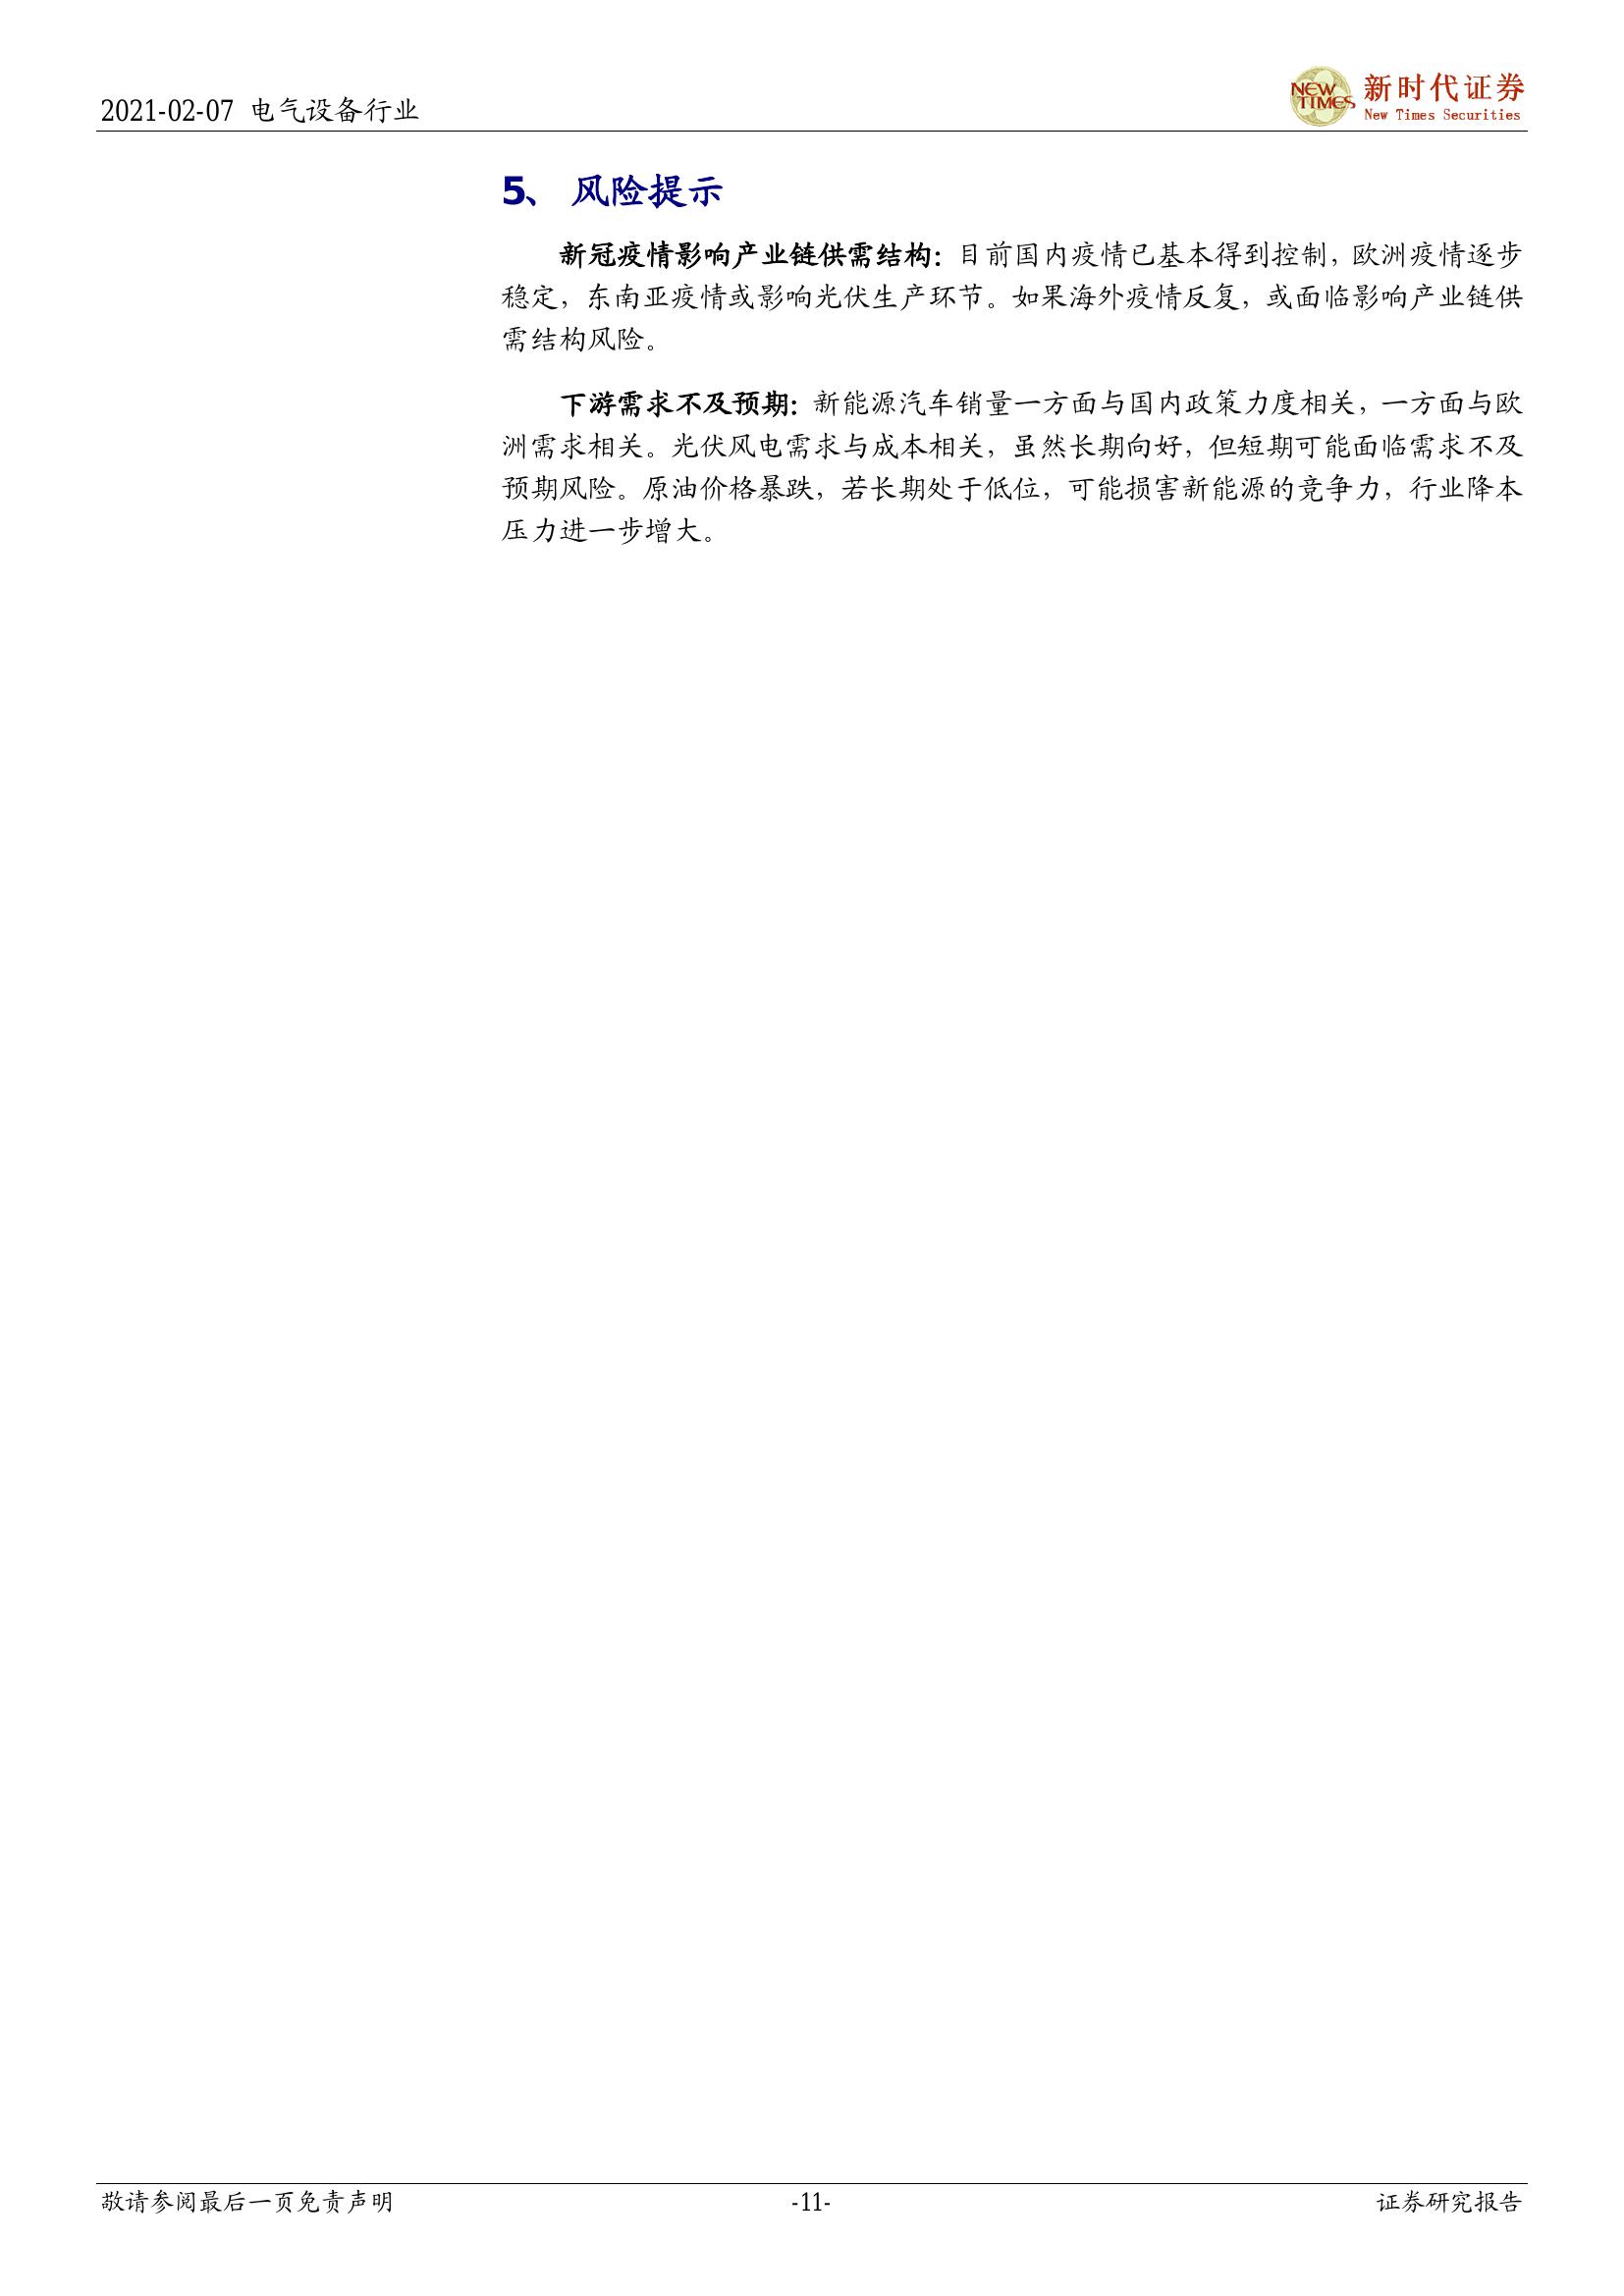 2021-02-07 电气设备行业
NEW TIMES
新时代证券
New Times Securities
5、 风险提示
新冠疫情影响产业链供需结构：目前国内疫情已基本得到控制，欧洲疫情逐步
稳定，东南亚疫情或影响光伏生产环节。如果海外疫情反复，或面临影响产业链供
需结构风险。
下游需求不及预期：新能源汽车销量一方面与国内政策力度相关，一方面与欧
洲需求相关。光伏风电需求与成本相关，虽然长期向好，但短期可能面临需求不及
预期风险。原油价格暴跌，若长期处于低位，可能损害新能源的竞争力，行业降本
压力进一步增大。
敬请参阅最后一页免责声明
-11-
证券研究报告